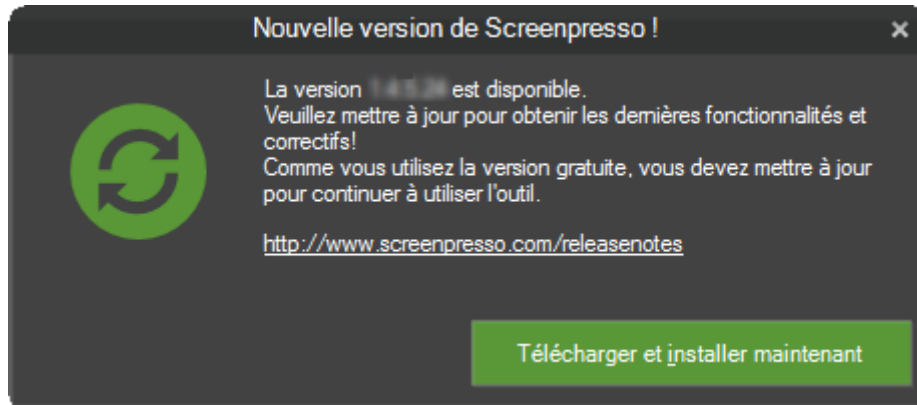 Nouvelle version de Screenpresso !
La version est disponible.
Veuillez mettre à jour pour obtenir les dernières fonctionnalités et
correctifs!
Comme vous utilisez la version gratuite, vous devez mettre à jour
pour continuer à utiliser l'outil.
http://www.screenpresso.com/releasenotes
Télécharger et installer maintenant